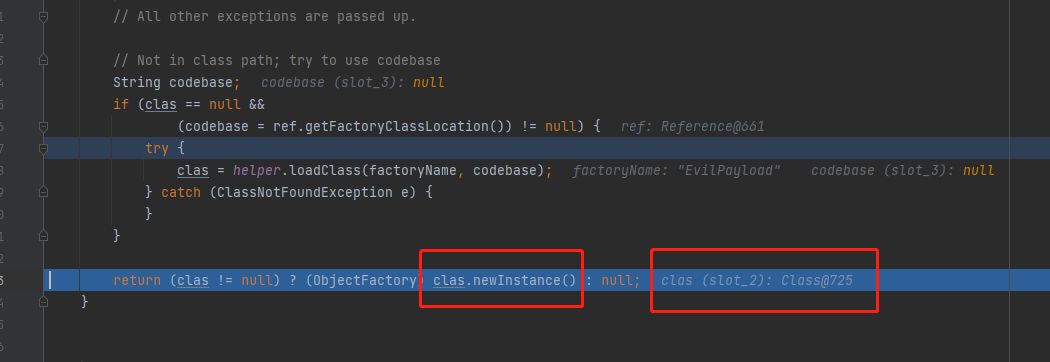 1 // All other exceptions are passed up.
2
3 // Not in class path; try to use codebase
4 String codebase; codebase (slot_3): null
5 if (clas == null &&
6 (codebase = ref.getFactoryClassLocation()) != null) { ref: Reference@661
7 try {
8 clas = helper.loadClass(factoryName, codebase); factoryName: "EvilPayload" codebase (slot_3): null
9 } catch (ClassNotFoundException e) {
0 }
1 }
2
3 return (clas != null) ? (ObjectFactory) clas.newInstance() : null; clas (slot_2): Class@725
4 }
5
6